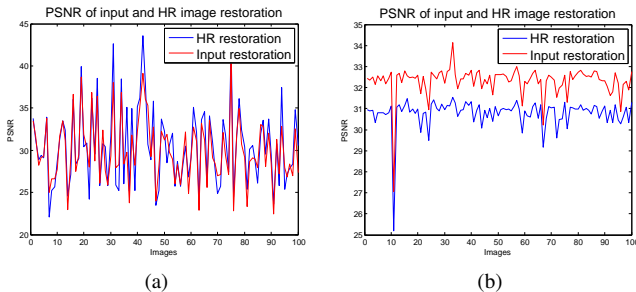 PSNR of input and HR image restoration
45
40
35
30
25
20
PSNR
0 10 20 30 40 50 60 70 80 90 100
Images
HR restoration
Input restoration
(a)
PSNR of input and HR image restoration
35
34
33
32
31
30
29
28
27
26
25
PSNR
0 10 20 30 40 50 60 70 80 90 100
Images
HR restoration
Input restoration
(b)